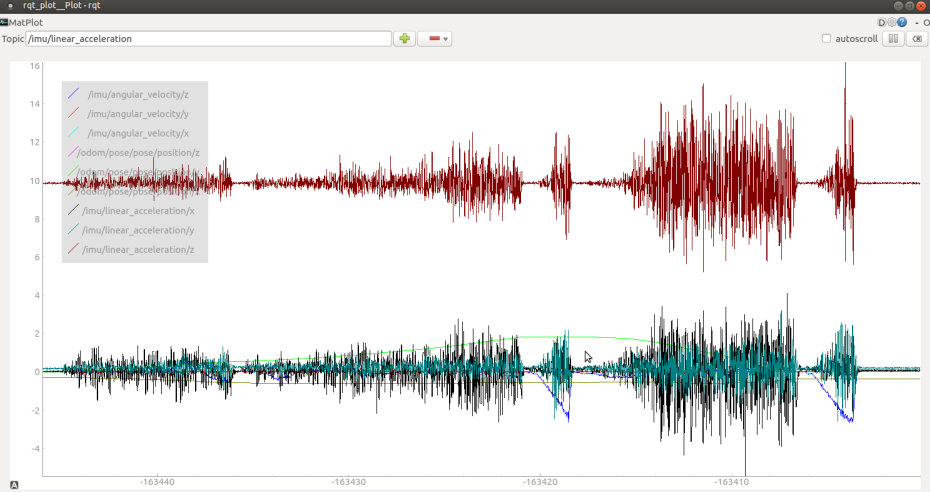 rqt_plot__Plot - rqt
MatPlot
D
- O
Topic /imu/linear_acceleration
autoscroll
16
14
12
10
8
6
4
2
0
-2
-4
/imu/angular_velocity/z
/imu/angular_velocity/y
/imu/angular_velocity/x
/odom/pose/pose/position/z
/odom/pose/pose/position
/odom/pose/pose/position
/imu/linear_acceleration/x
/imu/linear_acceleration/y
/imu/linear_acceleration/z
-163440
-163430
-163420
-163410
A